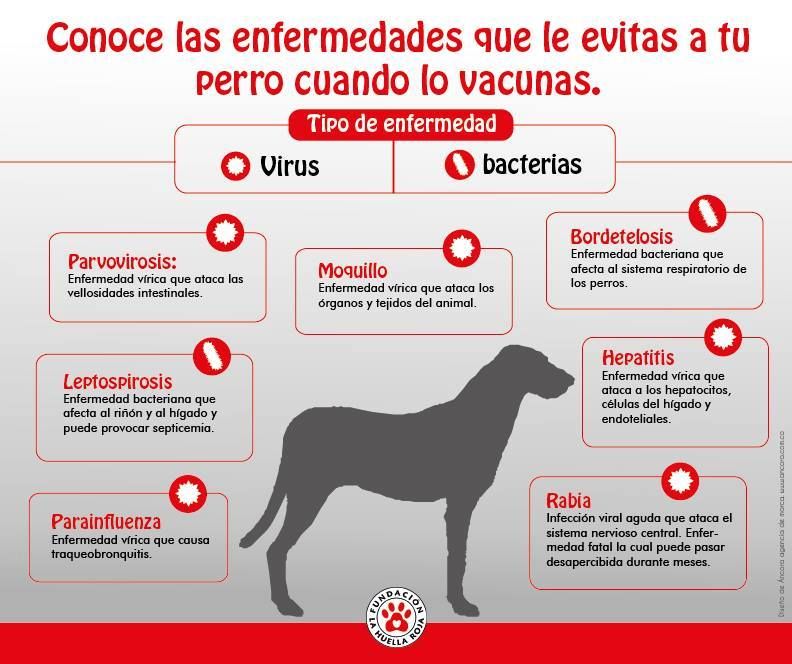 Conoce las enfermedades que le evitas a tu
perro cuando lo vacunas.
Tipo de enfermedad
Virus
bacterias
Parvovirosis:
Enfermedad vírica que ataca las
vellosidades intestinales.
Moquillo
Enfermedad vírica que ataca los
órganos y tejidos del animal.
Bordetelosis
Enfermedad bacteriana que
afecta al sistema respiratorio de
los perros.
Leptospirosis
Enfermedad bacteriana que
afecta al riñón y al hígado y
puede provocar septicemia.
Hepatitis
Enfermedad vírica que
ataca a los hepatocitos,
células del hígado y
endoteliales.
Parainfluenza
Enfermedad vírica que causa
traqueobronquitis.
Rabia
Infección viral aguda que ataca el
sistema nervioso central. Enfer-
medad fatal la cual puede pasar
desapercibida durante meses.
FUNDACIÓN
LA HUELLA ROJA
Diseño de Áncora agencia de marca. www.ancora.com.co